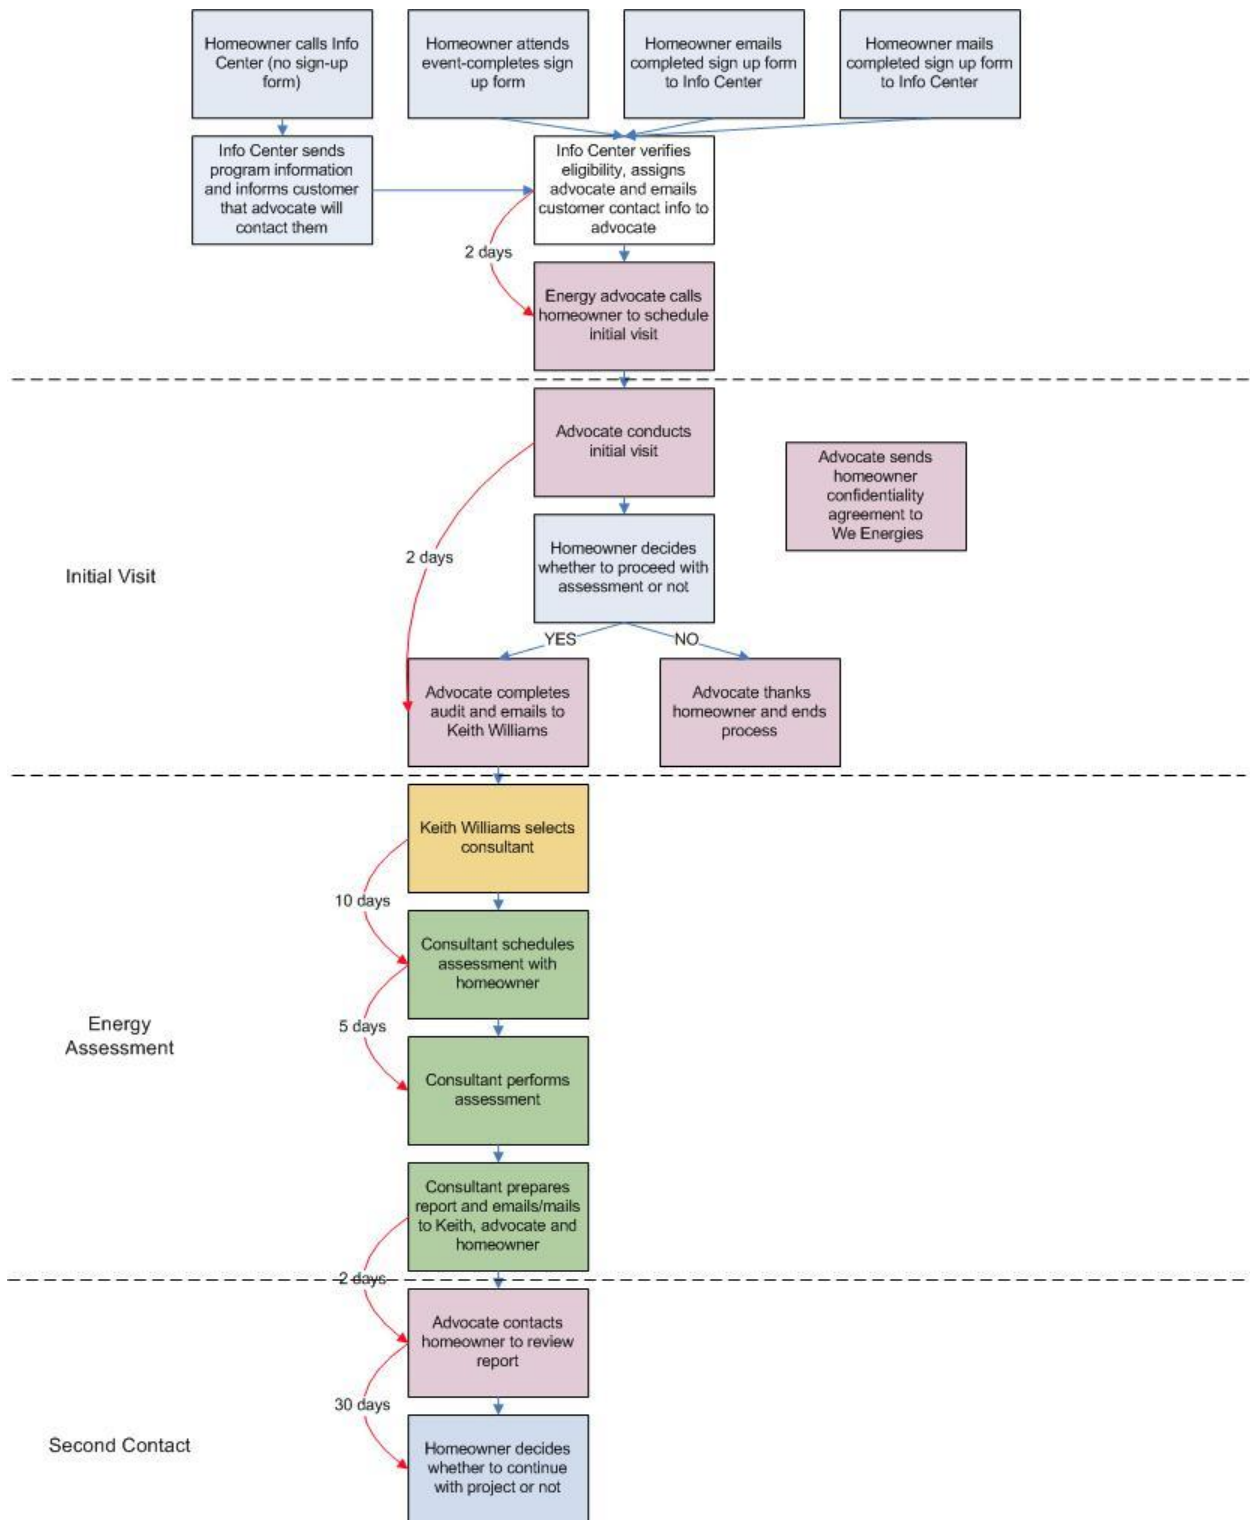 Homeowner calls Info
Center (no sign-up
form)
Homeowner attends
event-completes sign
up form
Homeowner emails
completed sign up form
to Info Center
Homeowner mails
completed sign up form
to Info Center
Info Center sends
program information
and informs customer
that advocate will
contact them
Info Center verifies
eligibility, assigns
advocate and emails
customer contact info to
advocate
2 days
Energy advocate calls
homeowner to schedule
initial visit
Advocate conducts
initial visit
Advocate sends
homeowner
confidentiality
agreement to
We Energies
2 days
Initial Visit
Homeowner decides
whether to proceed with
assessment or not
YES
NO
Advocate completes
audit and emails to
Keith Williams
Advocate thanks
homeowner and ends
process
Keith Williams selects
consultant
10 days
Consultant schedules
assessment with
homeowner
5 days
Energy
Assessment
Consultant performs
assessment
Consultant prepares
report and emails/mails
to Keith, advocate and
homeowner
2 days
Advocate contacts
homeowner to review
report
30 days
Second Contact
Homeowner decides
whether to continue
with project or not